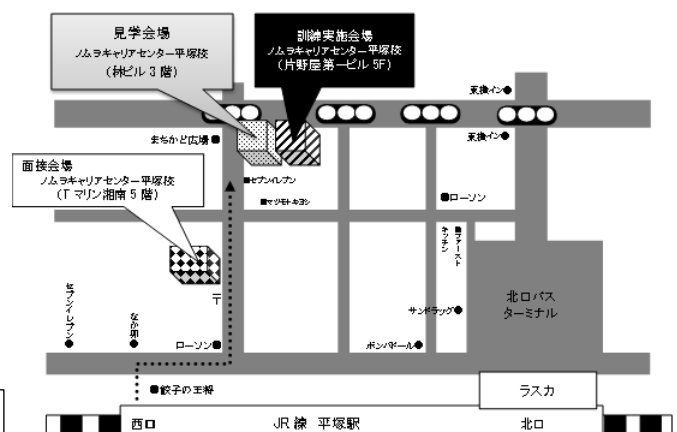 見学会場
ノムラキャリアセンター平塚校
(林ビル3階)
訓練実施会場
ノムラキャリアセンター平塚校
(片野屋第一ビル 5F)
東横イン
まちかど広場
東横イン
面接会場
ノムラキャリアセンター平塚校
(Tマリン湘南5階)
セブンイレブン
マツモトキヨシ
ローソン
ファースト
キッチン
〒
北口バス
ターミナル
サンドラッグ
セブンイレブン
なか卯
ローソン
ポンパドール
餃子の王将
ラスカ
西口
JR線 平塚駅
北口